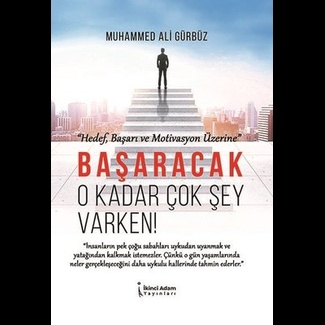 MUHAMMED ALİ GÜRBÜZ
“Hedef, Başarı ve Motivasyon Üzerine”
BAŞARACAK
O KADAR ÇOK ŞEY
VARKEN!
“İnsanların pek çoğu sabahları uykudan uyanmak ve
yatağından kalkmak istemezler. Çünkü o gün yaşamlarında
neler gerçekleşeceğini daha uykulu hallerinde tahmin ederler.”
İkinci Adam
Yayınları